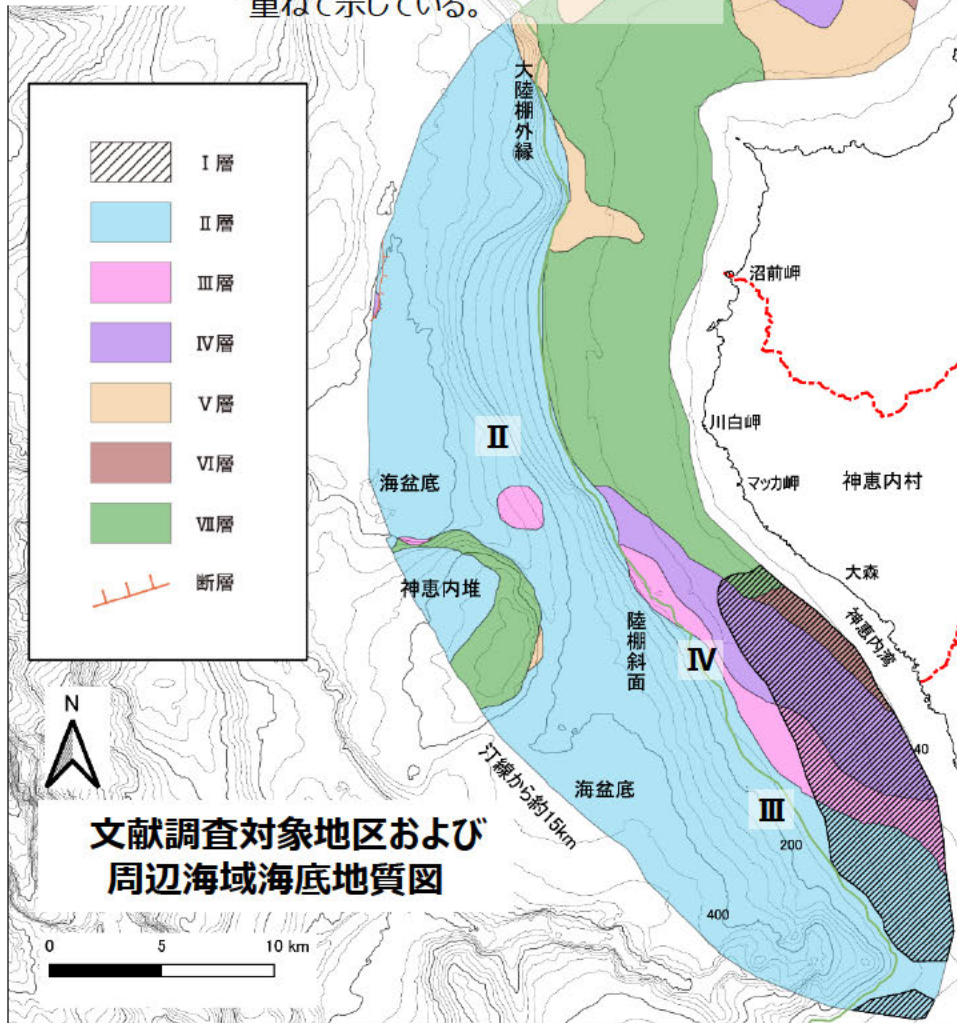 重ねて示している。
Ⅰ層
Ⅱ層
Ⅲ層
Ⅳ層
Ⅴ層
Ⅵ層
Ⅶ層
断層
大陸棚外縁
沼前岬
川白岬
マッカ岬
神恵内村
大森
神恵内湾
Ⅱ
海盆底
神恵内堆
陸棚斜面
Ⅳ
40
汀線から約15km
海盆底
Ⅲ
200
400
N
文献調査対象地区および
周辺海域海底地質図
0 5 10 km